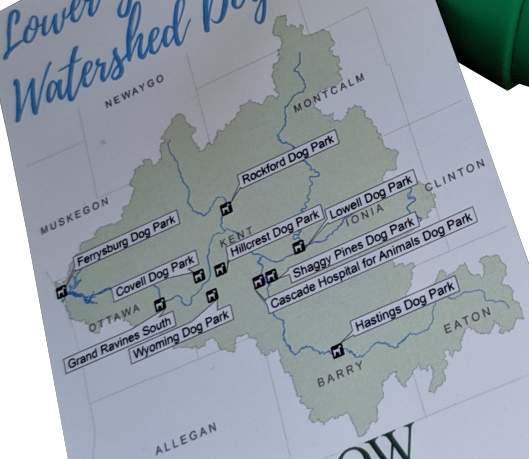 Lower
Watershed Dog
NEWAYGO
MONTCALM
MUSKEGON
Rockford Dog Park
CLINTON
Ferrysburg Dog Park
KENT
Lowell Dog Park
IONIA
Hillcrest Dog Park
Covell Dog Park
Shaggy Pines Dog Park
Cascade Hospital for Animals Dog Park
OTTAWA
Grand Ravines South
Wyoming Dog Park
Hastings Dog Park
EATON
BARRY
ALLEGAN
OW